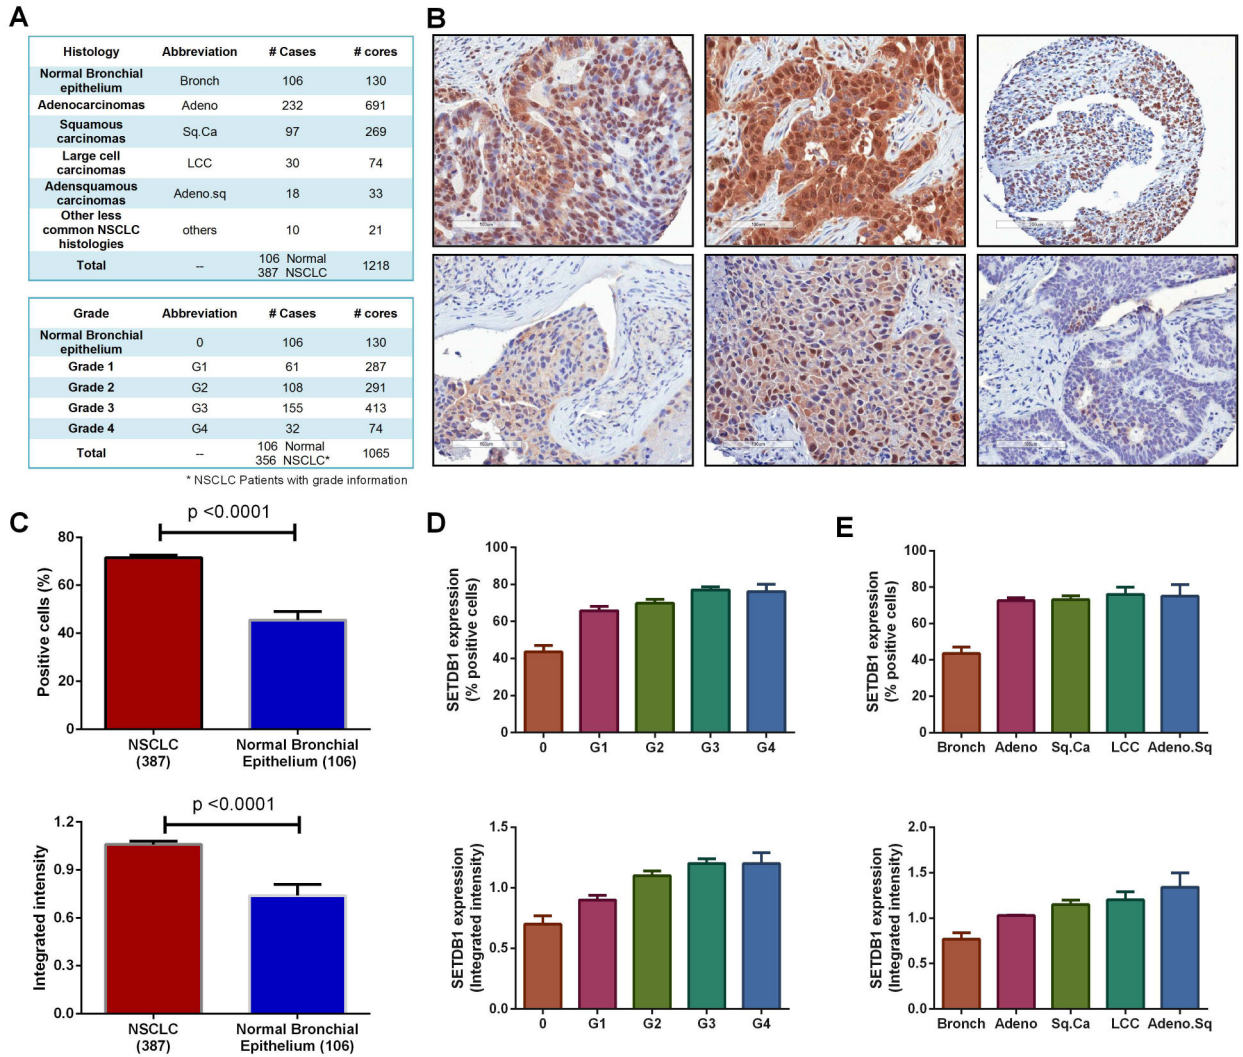 A
Histology Abbreviation # Cases # cores
Normal Bronchial
epithelium Bronch 106 130
Adenocarcinomas Adeno 232 691
Squamous
carcinomas Sq.Ca 97 269
Large cell
carcinomas LCC 30 74
Adensquamous
carcinomas Adeno.sq 18 33
Other less
common NSCLC
histologies others 10 21
Total -- 106 Normal
387 NSCLC 1218
Grade Abbreviation # Cases # cores
Normal Bronchial
epithelium 0 106 130
Grade 1 G1 61 287
Grade 2 G2 108 291
Grade 3 G3 155 413
Grade 4 G4 32 74
Total -- 106 Normal
356 NSCLC* 1065
* NSCLC Patients with grade information
B
C
p <0.0001
Positive cells (%)
80
60
40
20
0
NSCLC
(387)
Normal Bronchial
Epithelium (106)
p <0.0001
Integrated intensity
1.2
0.9
0.6
0.3
0.0
NSCLC
(387)
Normal Bronchial
Epithelium (106)
D
SETDB1 expression
(% positive cells)
100
80
60
40
20
0
0 G1 G2 G3 G4
SETDB1 expression
(Integrated intensity)
1.5
1.0
0.5
0.0
0 G1 G2 G3 G4
E
SETDB1 expression
(% positive cells)
100
80
60
40
20
0
Bronch Adeno Sq.Ca LCC Adeno.Sq
SETDB1 expression
(Integrated intensity)
2.0
1.5
1.0
0.5
0.0
Bronch Adeno Sq.Ca LCC Adeno.Sq